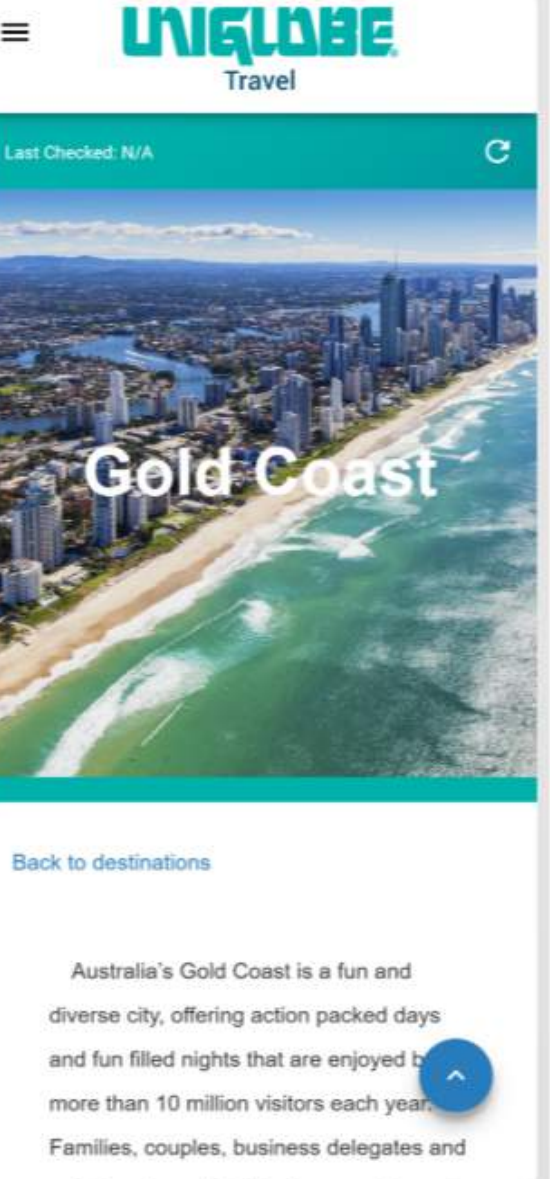 UNIGLOBE®
Travel
Last Checked: N/A
Gold Coast
Back to destinations
Australia's Gold Coast is a fun and
diverse city, offering action packed days
and fun filled nights that are enjoyed
more than 10 million visitors each year.
Families, couples, business delegates and